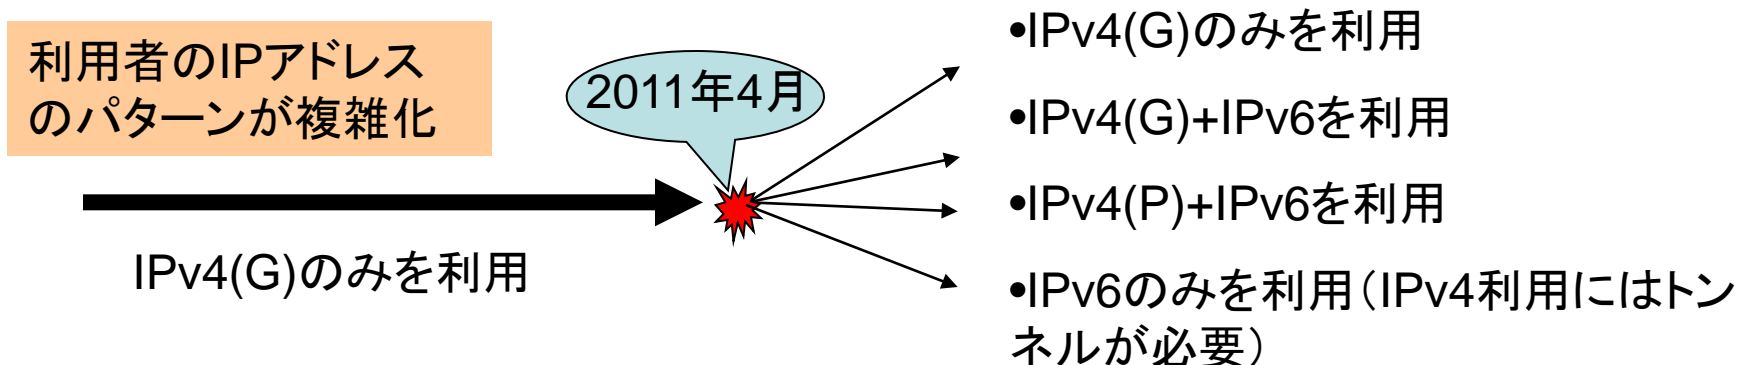 利用者のIPアドレス
のパターンが複雑化
2011年4月
IPv4(G)のみを利用
•IPv4(G)のみを利用
•IPv4(G)+IPv6を利用
•IPv4(P)+IPv6を利用
•IPv6のみを利用（IPv4利用にはトン
ネルが必要）